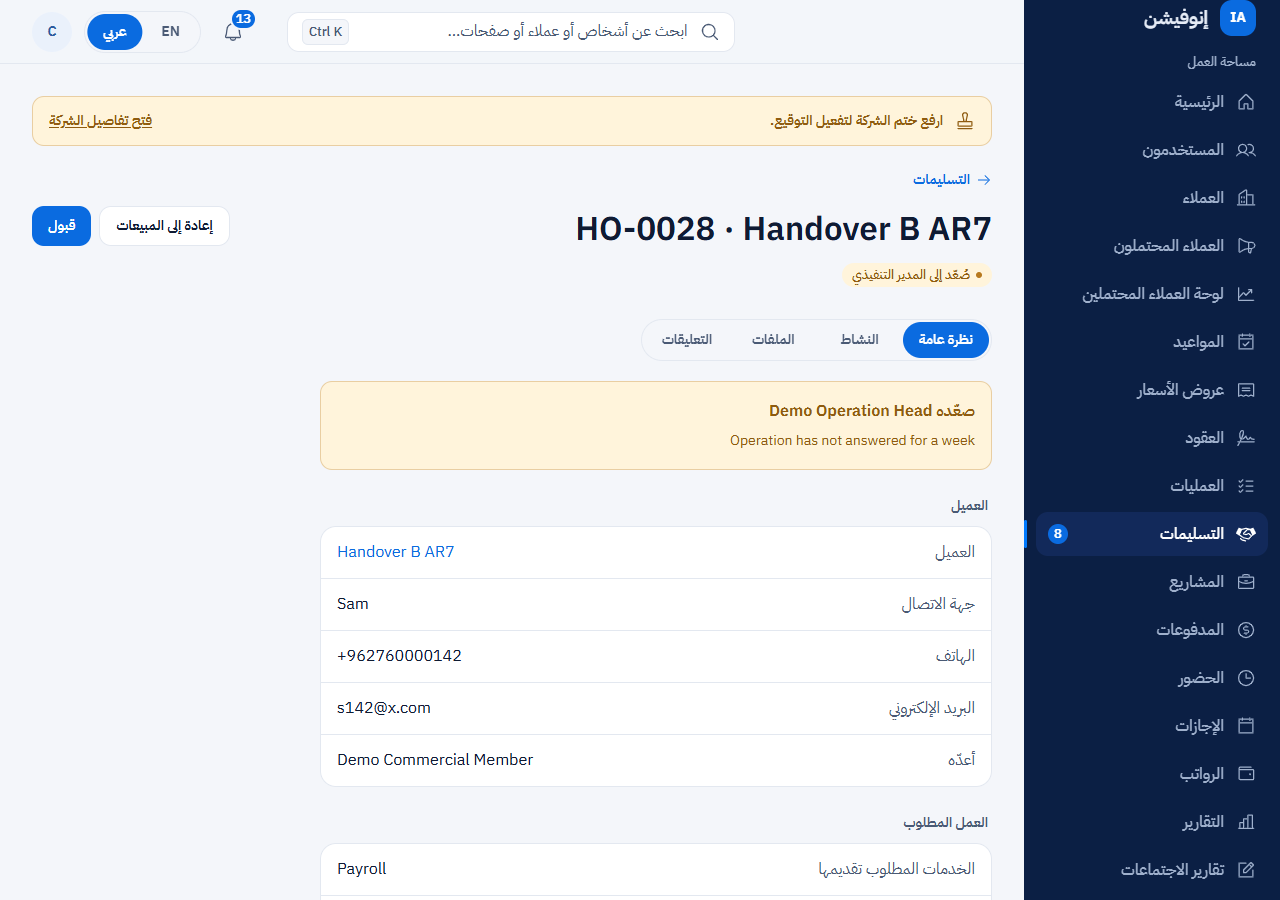 IA إنوفيشن
مساحة العمل
الرئيسية
المستخدمون
العملاء
العملاء المحتملون
لوحة العملاء المحتملين
المواعيد
عروض الأسعار
العقود
العمليات
التسليمات 8
المشاريع
المدفوعات
الحضور
الإجازات
الرواتب
التقارير
تقارير الاجتماعات
ابحث عن أشخاص أو عملاء أو صفحات... Ctrl K
13
EN عربي
C
ارفع ختم الشركة لتفعيل التوقيع. فتح تفاصيل الشركة
→ التسليمات
HO-0028 · Handover B AR7
إعادة إلى المبيعات قبول
صُعّد إلى المدير التنفيذي
نظرة عامة النشاط الملفات التعليقات
صعّده Demo Operation Head
Operation has not answered for a week
العميل
العميل Handover B AR7
جهة الاتصال Sam
الهاتف +962760000142
البريد الإلكتروني s142@x.com
أعدّه Demo Commercial Member
العمل المطلوب
الخدمات المطلوب تقديمها Payroll